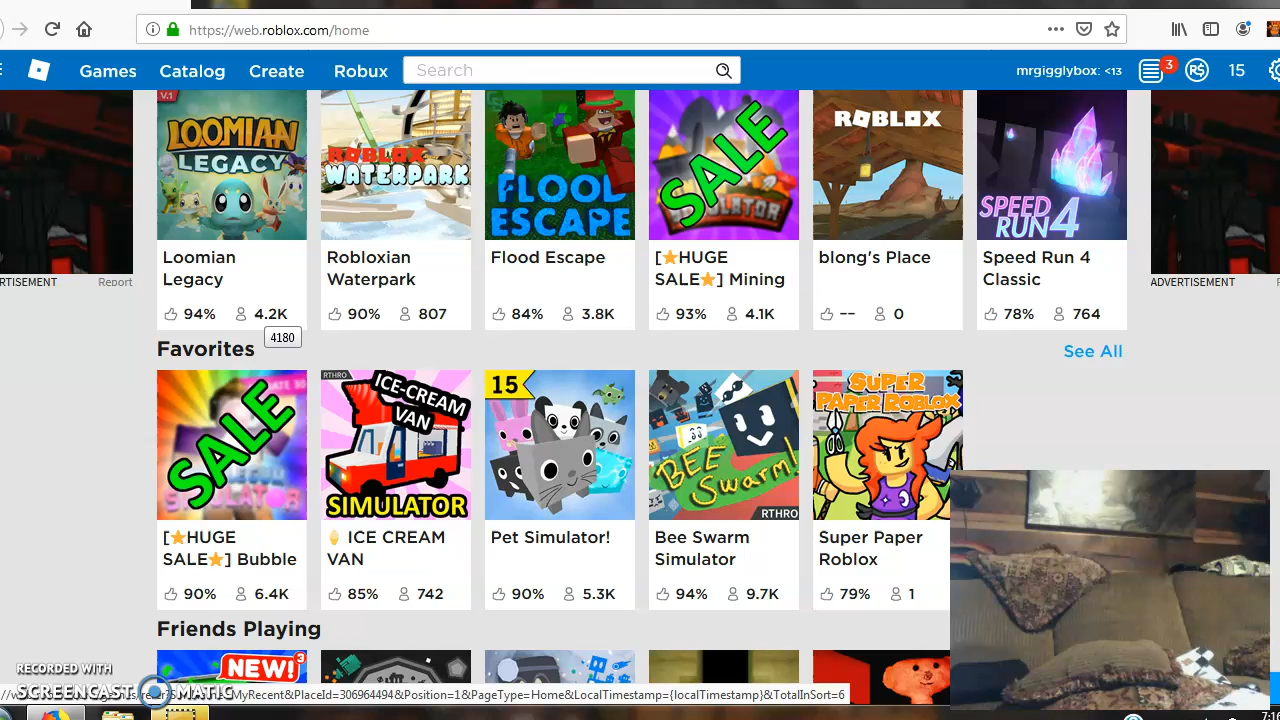 https://web.roblox.com/home
Games
Catalog
Create
Robux
Search
mrgigglybox: <13
3
R$
15
V.1
LOOMIAN
LEGACY
ROBLOX
WATERPARK
FLOOD
ESCAPE
SALE
ROBLOX
SPEED
RUN 4
Loomian
Legacy
Robloxian
Waterpark
Flood Escape
[⭐HUGE
SALE⭐] Mining
blong's Place
Speed Run 4
Classic
Report
ADVERTISEMENT
94%
4.2K
90%
807
84%
3.8K
93%
4.1K
--
0
78%
764
4180
Favorites
See All
SALE
RTHRO
ICE-CREAM
VAN
SIMULATOR
15
BEE
Swarm!
RTHRO
SUPER
PAPER ROBLOX
[⭐HUGE
SALE⭐] Bubble
🍦 ICE CREAM
VAN
Pet Simulator!
Bee Swarm
Simulator
Super Paper
Roblox
90%
6.4K
85%
742
90%
5.3K
94%
9.7K
79%
1
Friends Playing
NEW!
3
RECORDED WITH
SCREENCAST
MATIC
MyRecent&PlaceId=306964494&Position=1&PageType=Home&LocalTimestamp={localTimestamp}&TotalInSort=6